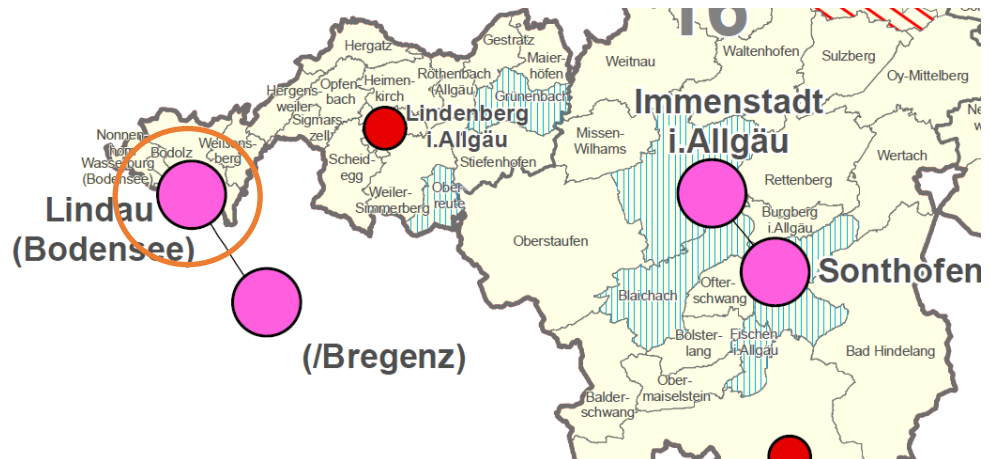 16
Hergatz
Gestratz
Maier-
höfen
Weitnau
Waltenhofen
Sulzberg
Oy-Mittelberg
Opfen-
bach
Heimen-
kirch
Röthenbach
(Allgäu)
Grünenbach
Hergens-
weiler
Sigmars-
zell
Lindenberg
i.Allgäu
Immenstadt
i.Allgäu
Missen-
Wilhams
Nonnen-
horn
Wasserburg
(Bodensee)
Bodolz
Weißens-
berg
Scheid-
egg
Stiefenhofen
Wertach
Weiler-
Simmerberg
Ober-
reute
Rettenberg
Lindau
(Bodensee)
Burgberg
i.Allgäu
Oberstaufen
Sonthofen
Blaichach
Ofter-
schwang
(/Bregenz)
Bolster-
lang
Fischen
i.Allgäu
Bad Hindelang
Ober-
maiselstein
Balder-
schwang